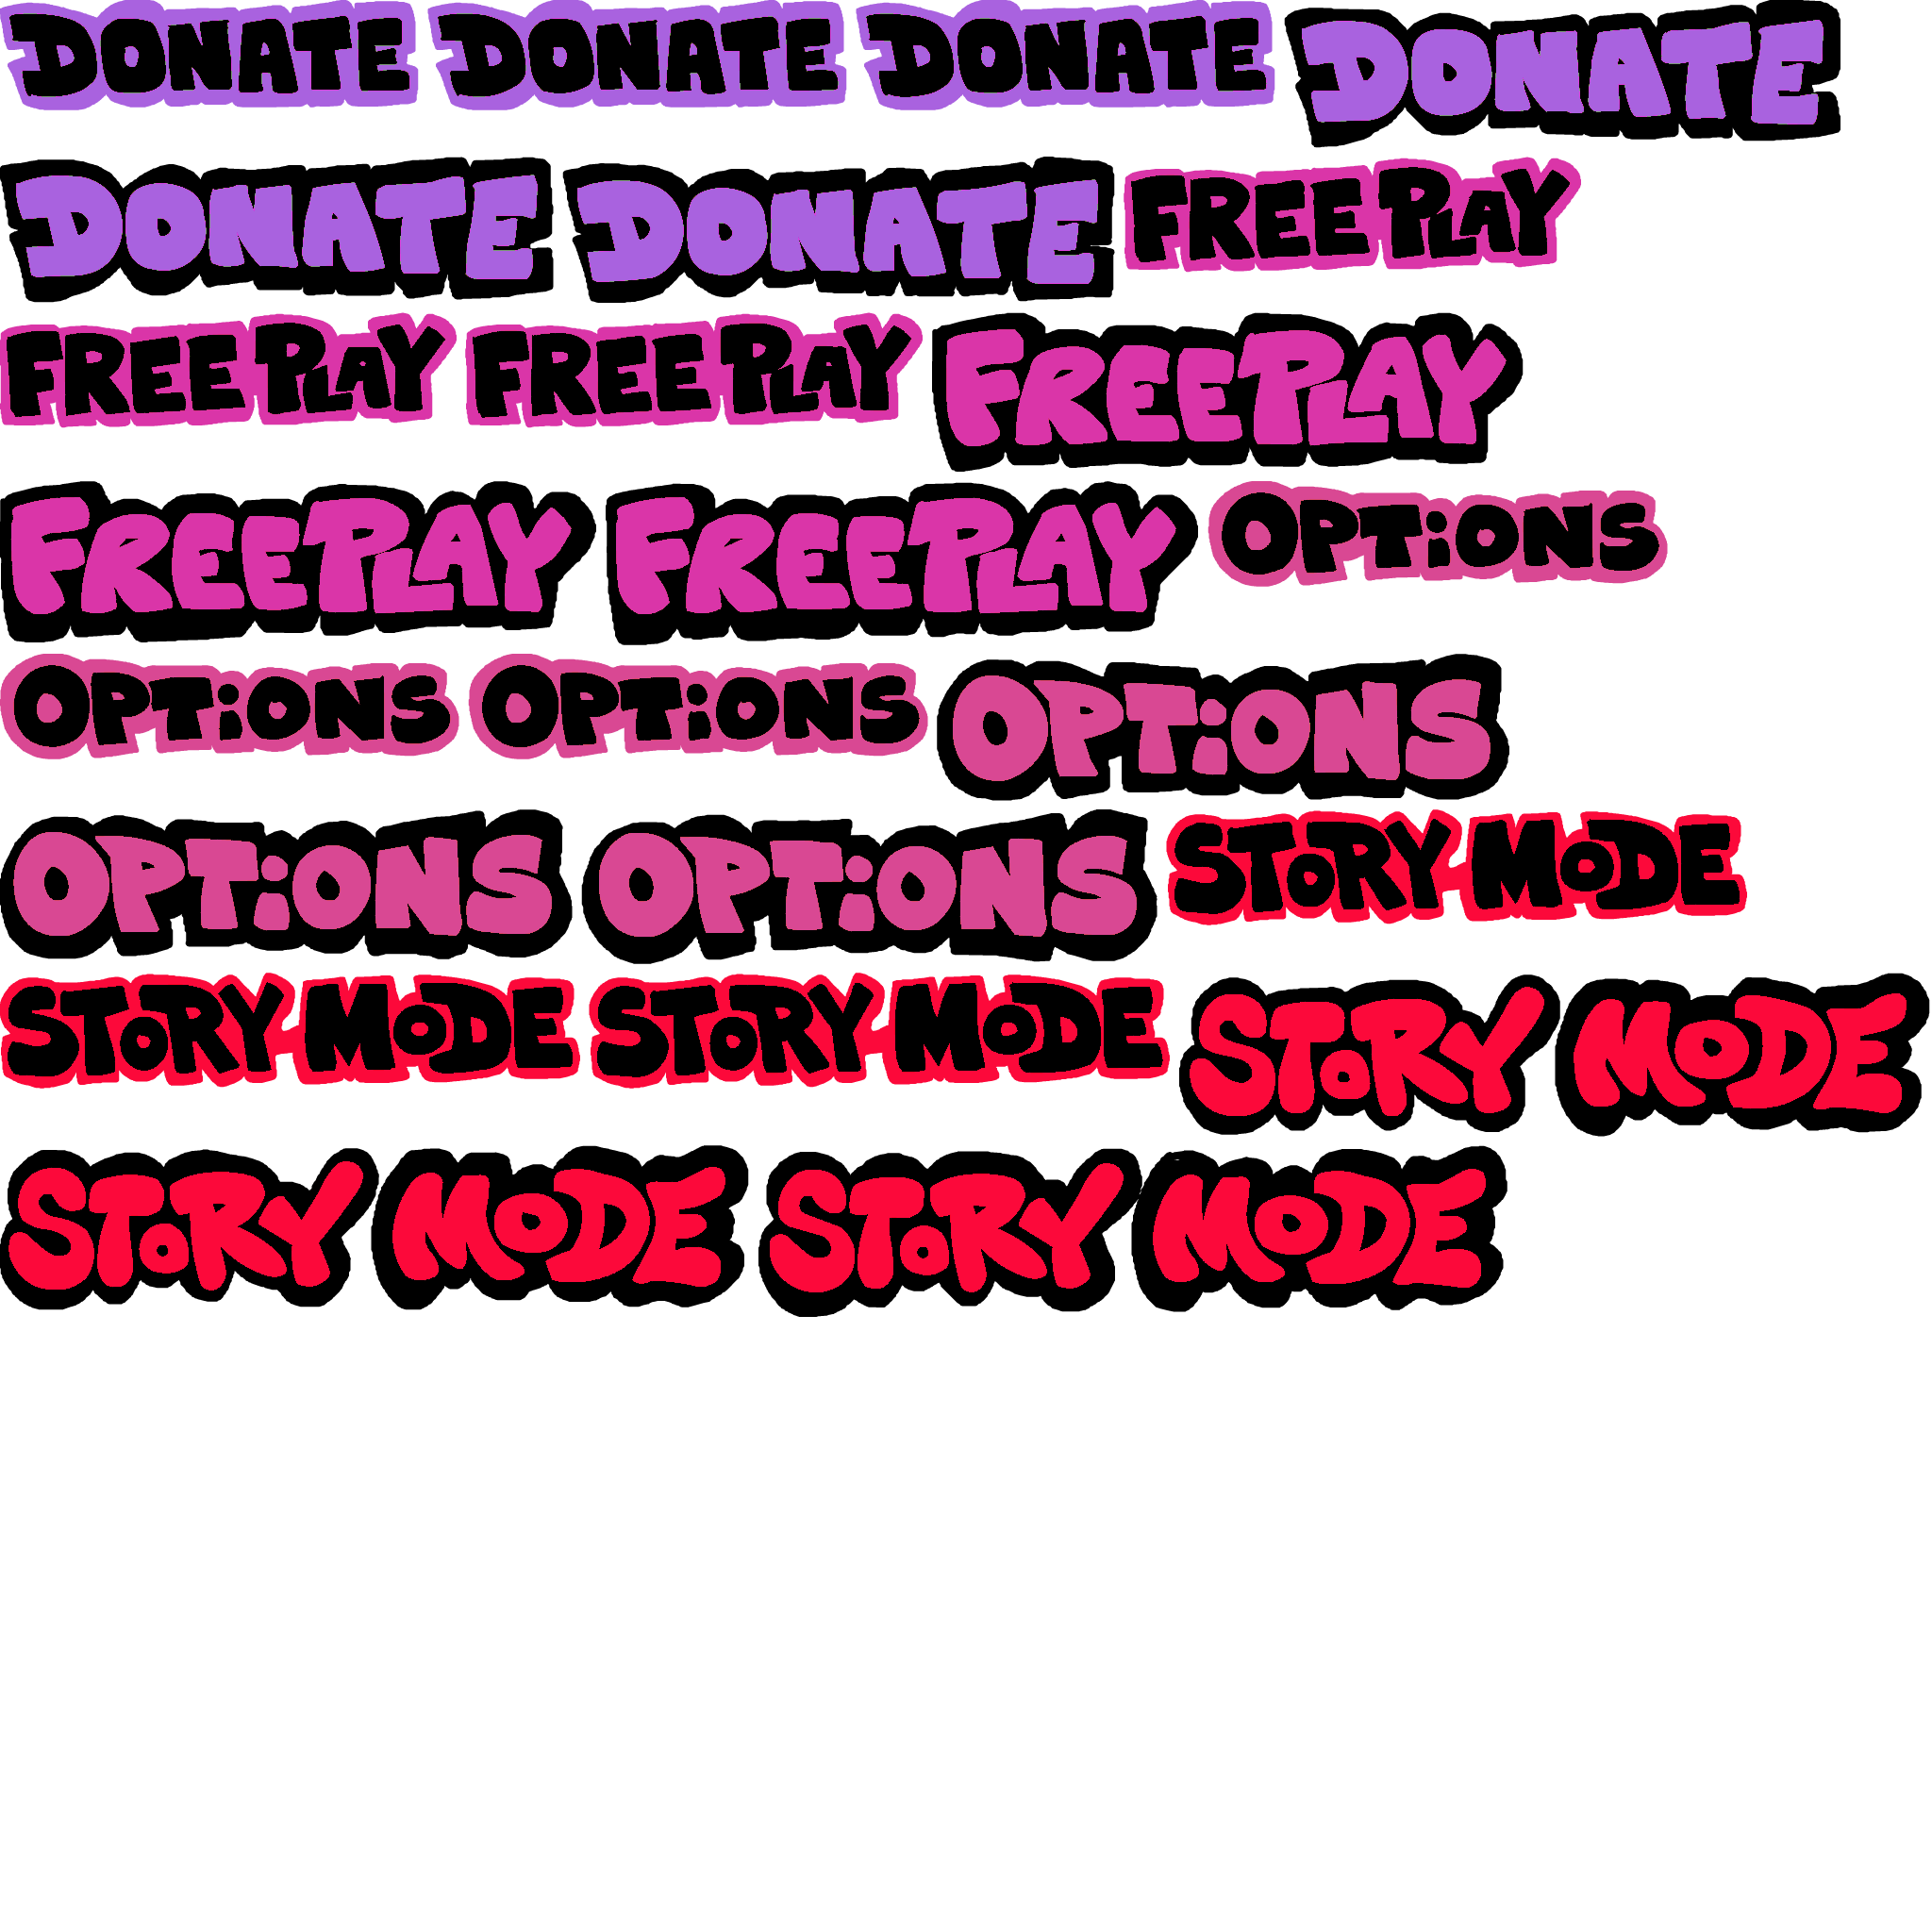 DONATE DONATE DONATE DONATE
DONATE DONATE FREEPLAY
FREEPLAY FREEPLAY FREEPLAY
FREEPLAY FREEPLAY OPTiONS
OPTiONS OPTiONS OPTiONS
OPTiONS OPTiONS STORY MODE
STORY MODE STORY MODE STORY MODE
STORY MODE STORY MODE